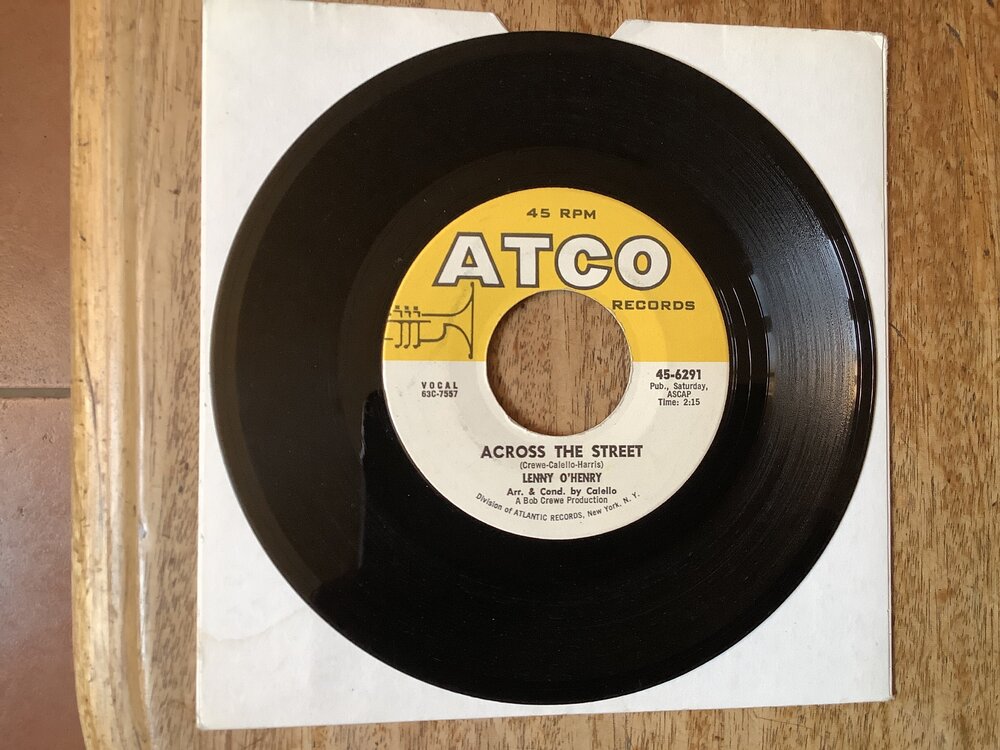 45 RPM
ATCO
RECORDS
VOCAL
63C-7557
45-6291
Pub., Saturday,
ASCAP
Time: 2:15
ACROSS THE STREET
(Crewe-Calello-Harris)
LENNY O'HENRY
Arr. & Cond. by Calello
A Bob Crewe Production
Division of ATLANTIC RECORDS, New York, N. Y.